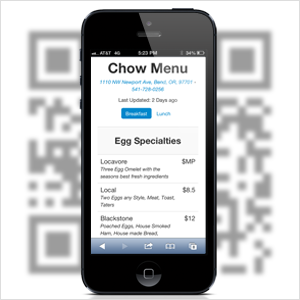 AT&T 4G 5:23 PM 53%
Chow Menu
1110 NW Newport Ave, Bend, OR, 97701 •
541-728-0256
Last Updated: 2 Days ago
Breakfast Lunch
Egg Specialties
Locavore $MP
Three Egg Omelet with the
seasons best fresh ingredients
Local $8.5
Two Eggs any Style, Meat, Toast,
Taters
Blackstone $12
Poached Eggs, House Smoked
Ham, House made Bread,